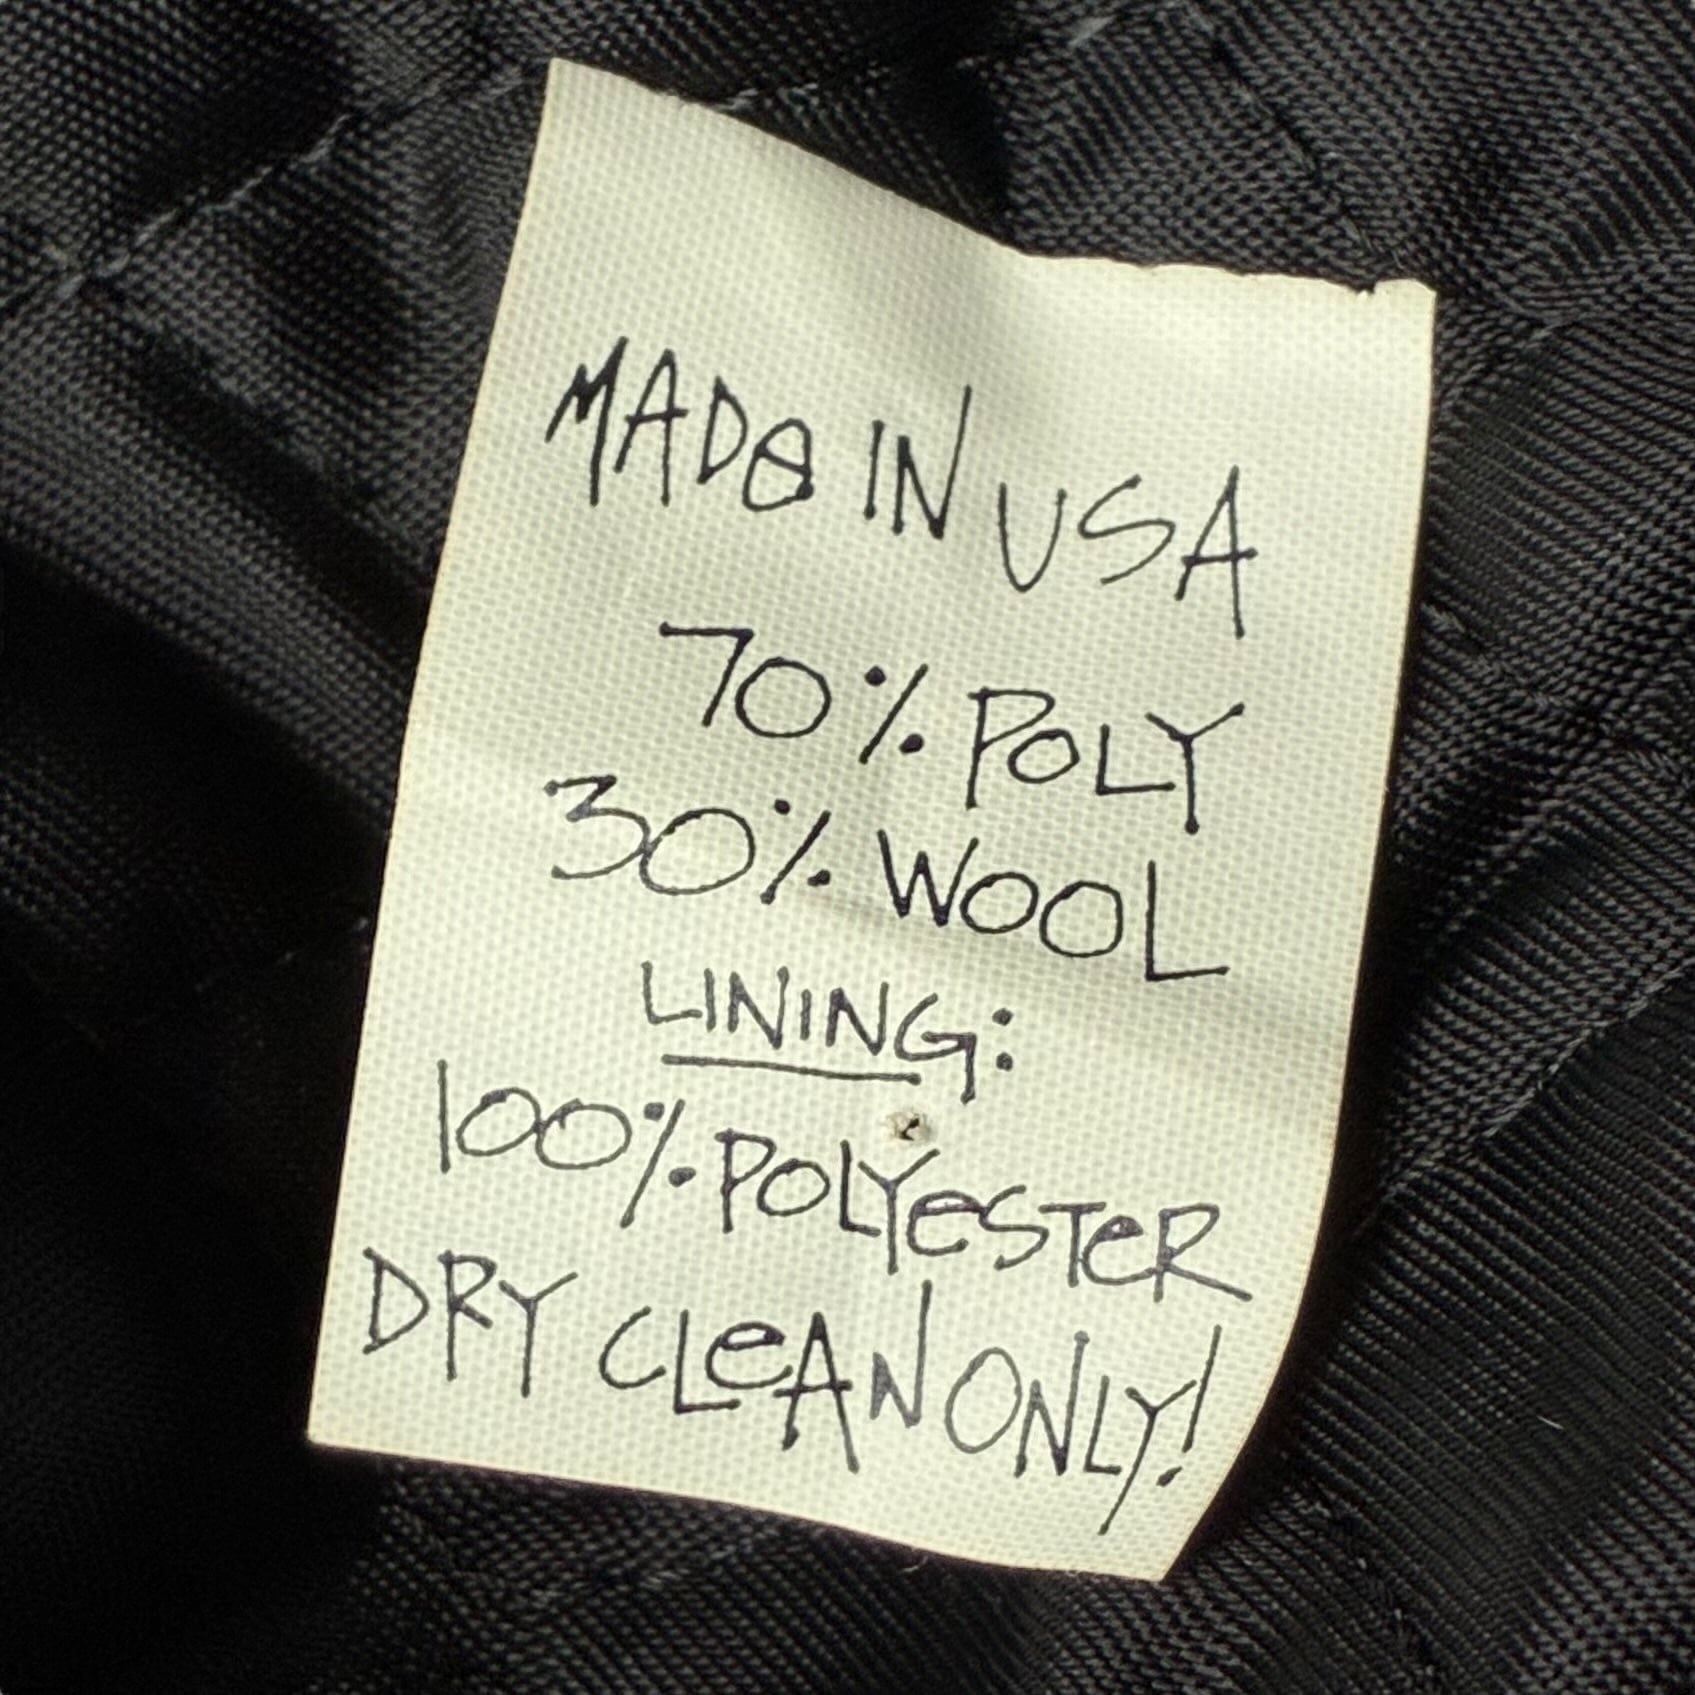 MADe IN USA
70% POLY
30% WOOL
LINING:
100% POLYeSTeR
DRY CLeAN ONLY!